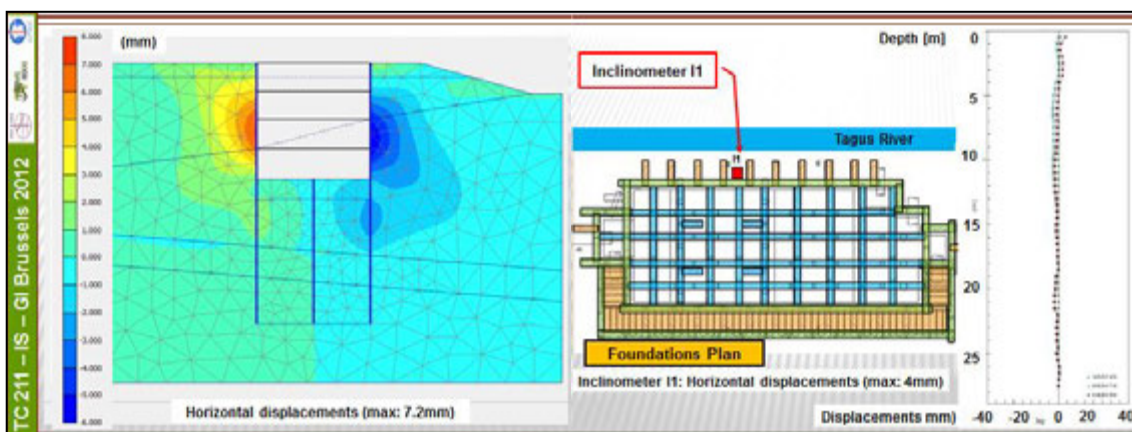 TC 211 – IS – GI Brussels 2012
(mm)
8.000
7.000
6.000
5.000
4.000
3.000
2.000
1.000
0.000
-1.000
-2.000
-3.000
-4.000
-5.000
-6.000
Horizontal displacements (max: 7.2mm)
Inclinometer I1
Tagus River
I1
Foundations Plan
Inclinometer I1: Horizontal displacements (max: 4mm)
Depth [m]
0
5
10
15
20
25
Displacements mm)
-40
-20
0
20
40